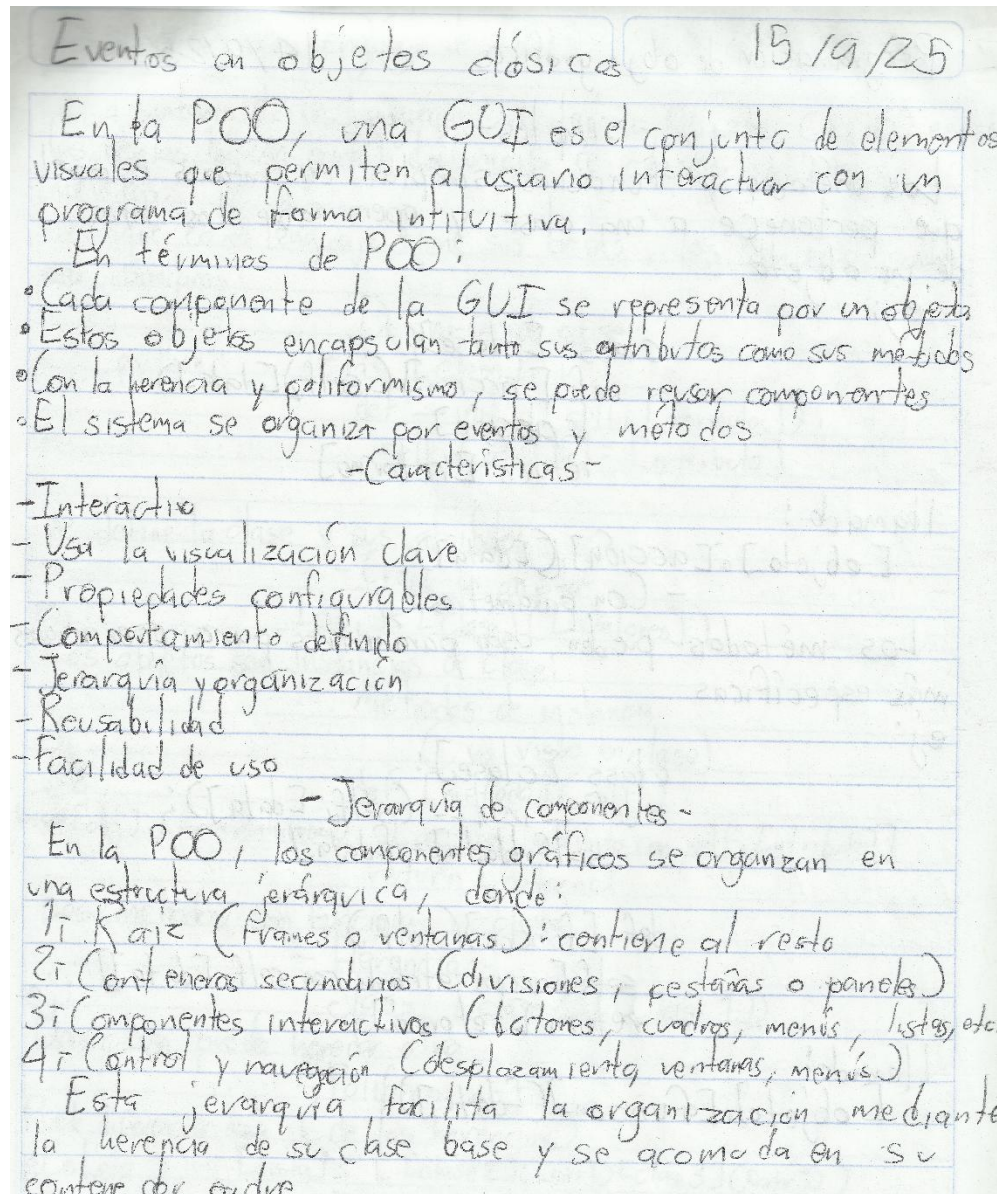 Eventos en objetos clásicos 15/9/25
En la POO, una GUI es el conjunto de elementos
visuales que permiten al usuario interactuar con un
programa de forma intituitiva.
En términos de POO:
• Cada componente de la GUI se representa por un objeto
• Estos objetos encapsulan tanto sus atributos como sus métodos
• Con la herencia y poliformismo, se puede reusar componentes
• El sistema se organiza por eventos y métodos
-Características-
-Interactivo
- Usa la visualización clave
- Propiedades configurables
- Comportamiento definido
- Jerarquía y organización
- Reusabilidad
-Facilidad de uso
- Jerarquía de componentes -
En la POO, los componentes gráficos se organizan en
una estructura jerárquica, donde:
1.- Raiz (frames o ventanas): contiene al resto
2.- Conteneros secundarios (divisiones, pestañas o paneles)
3.- Componentes interactivos (botones, cuadros, menús, listas, etc.
4.- Control y navegación (desplazamiento, ventanas, menús)
Esta jerarquía facilita la organización mediante
la herencia de su clase base y se acomoda en su
contenedor padre